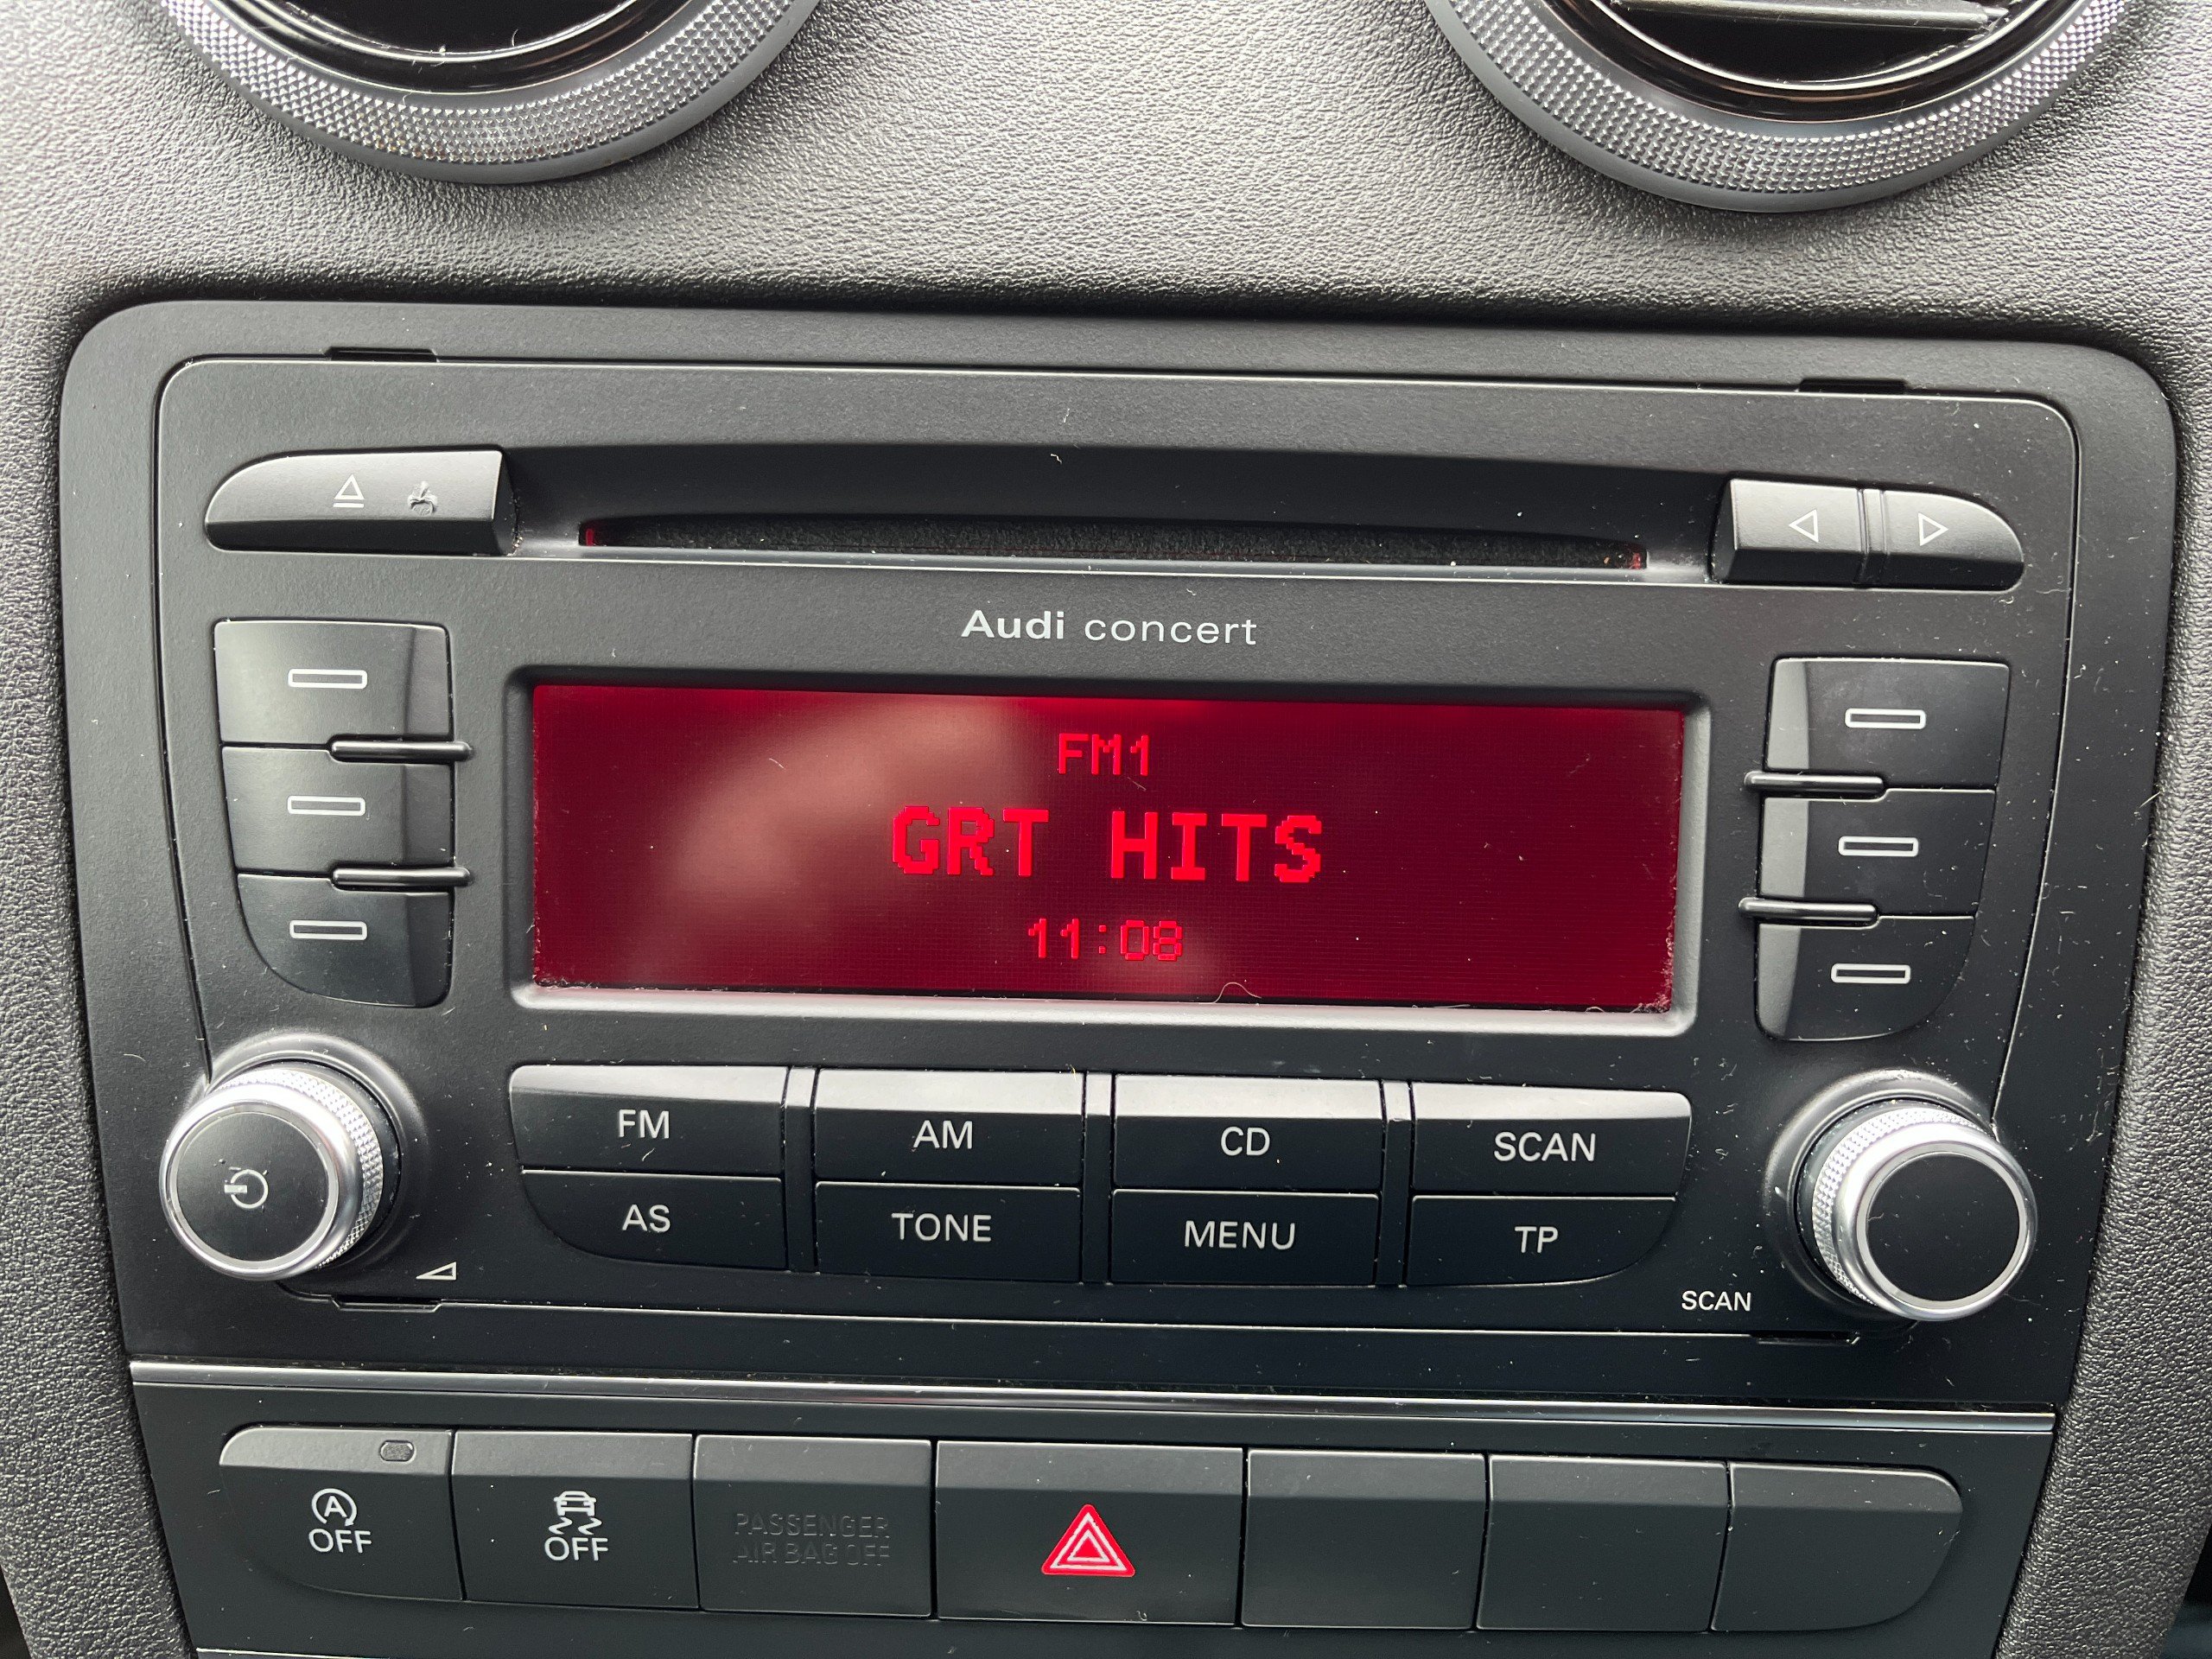 Audi concert
FM1
GRT HITS
11:08
FM AM CD SCAN
AS TONE MENU TP
SCAN
A
OFF
OFF
PASSENGER
AIR BAG OFF